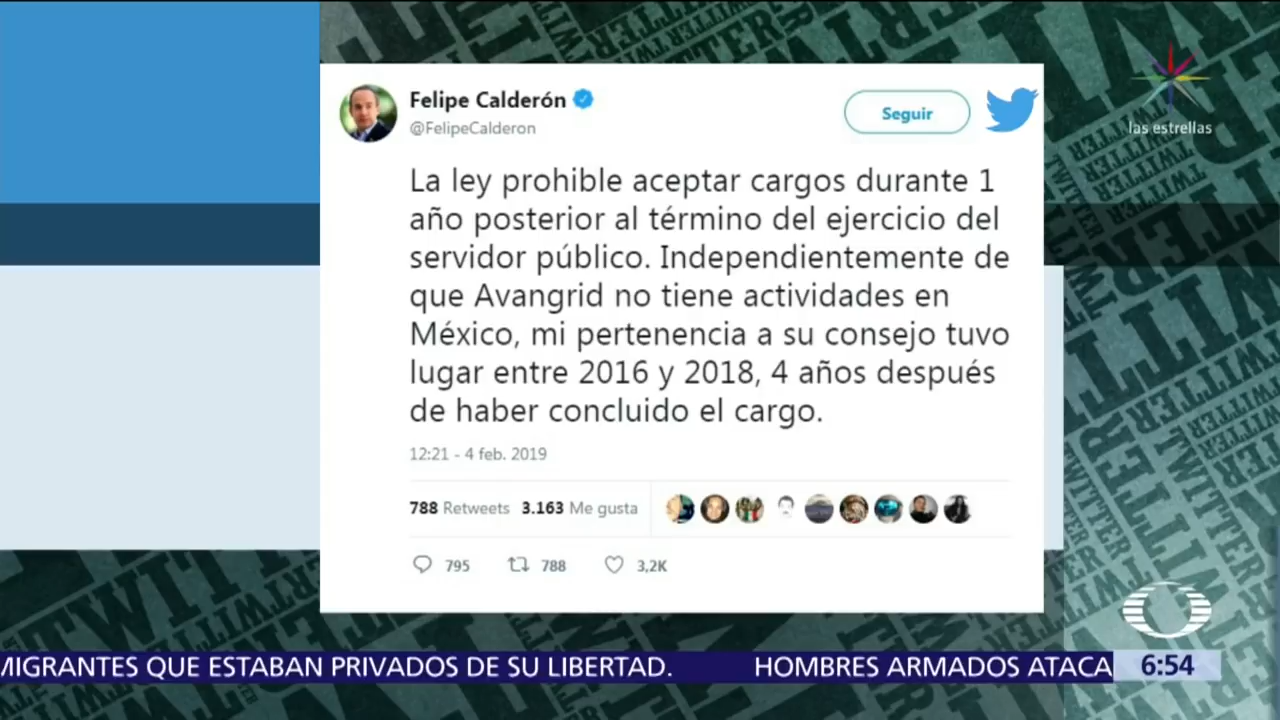 Felipe Calderón
@FelipeCalderon
Seguir
las estrellas
La ley prohible aceptar cargos durante 1
año posterior al término del ejercicio del
servidor público. Independientemente de
que Avangrid no tiene actividades en
México, mi pertenencia a su consejo tuvo
lugar entre 2016 y 2018, 4 años después
de haber concluido el cargo.
12:21 - 4 feb. 2019
788 Retweets 3.163 Me gusta
795 788 3,2K
MIGRANTES QUE ESTABAN PRIVADOS DE SU LIBERTAD. HOMBRES ARMADOS ATACA
6:54